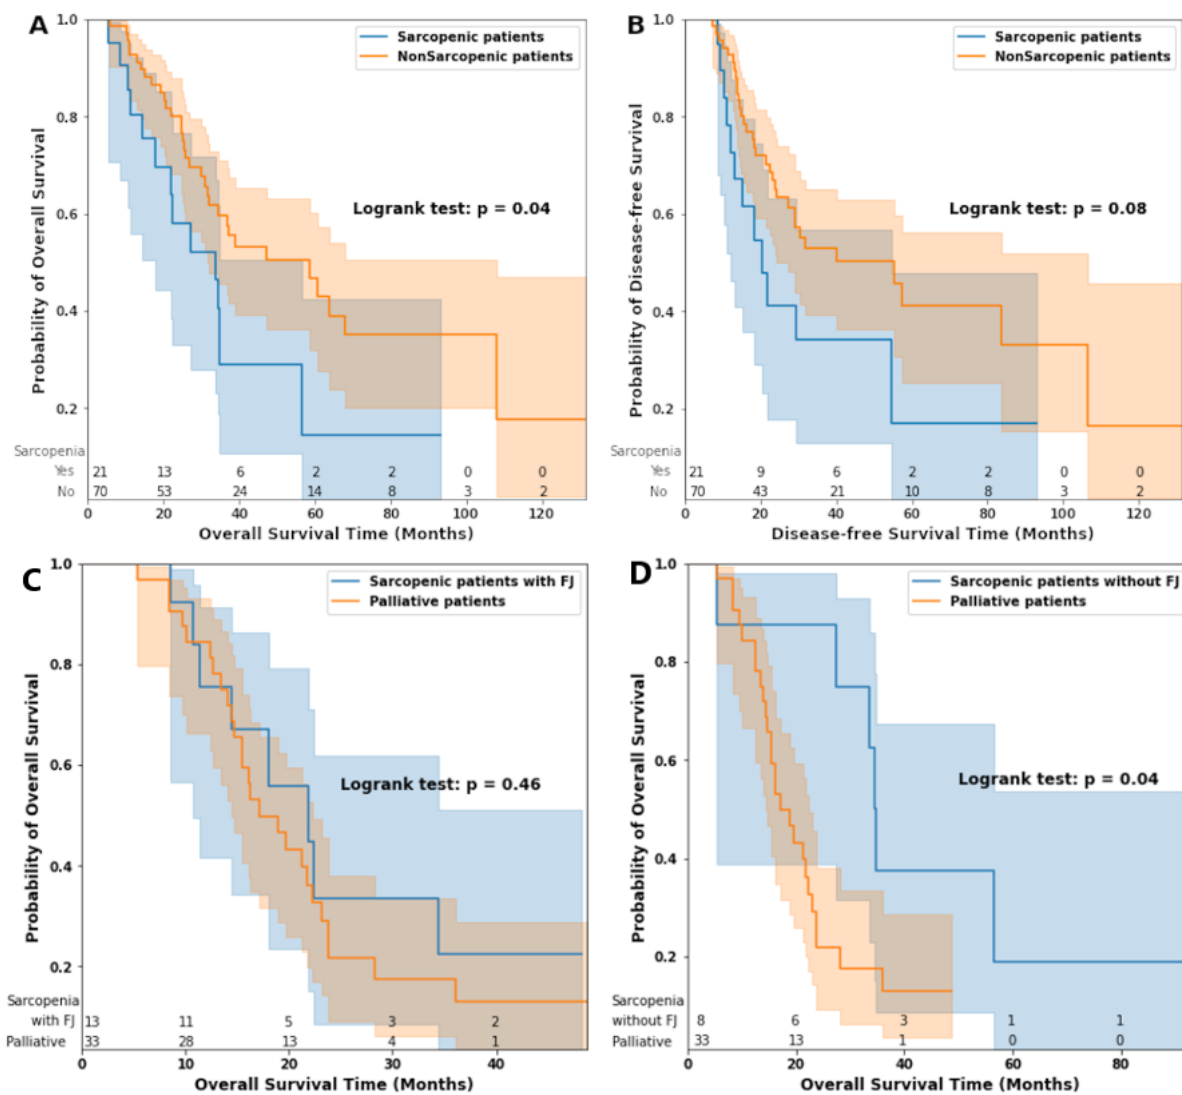 A
1.0
Sarcopenic patients
NonSarcopenic patients
0.8
0.6
0.4
0.2
Probability of Overall Survival
Logrank test: p = 0.04
Sarcopenia
Yes 21 13 6 2 2 0 0
No 70 53 24 14 8 3 2
0 20 40 60 80 100 120
Overall Survival Time (Months)
B
1.0
Sarcopenic patients
NonSarcopenic patients
0.8
0.6
0.4
0.2
Probability of Disease-free Survival
Logrank test: p = 0.08
Sarcopenia
Yes 21 9 6 2 2 0 0
No 70 43 21 10 8 3 2
0 20 40 60 80 100 120
Disease-free Survival Time (Months)
C
1.0
Sarcopenic patients with FJ
Palliative patients
0.8
0.6
0.4
0.2
Probability of Overall Survival
Logrank test: p = 0.46
Sarcopenia
with FJ 13 11 5 3 2
Palliative 33 28 13 4 1
0 10 20 30 40
Overall Survival Time (Months)
D
1.0
Sarcopenic patients without FJ
Palliative patients
0.8
0.6
0.4
0.2
Probability of Overall Survival
Logrank test: p = 0.04
Sarcopenia
without FJ 8 6 3 1 1
Palliative 33 13 1 0 0
0 20 40 60 80
Overall Survival Time (Months)